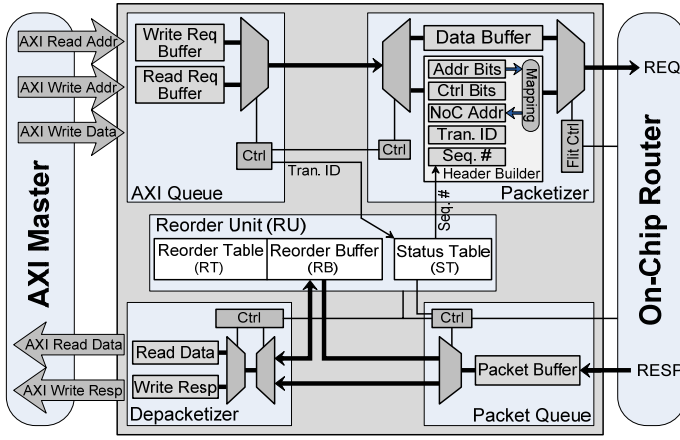 AXI Master
AXI Read Addr
AXI Write Addr
AXI Write Data
AXI Read Data
AXI Write Resp
Write Req
Buffer
Read Req
Buffer
Ctrl
Tran. ID
AXI Queue
Ctrl
Data Buffer
Addr Bits
Ctrl Bits
NoC Addr
Tran. ID
Seq. #
Mapping
Header Builder
Flit Ctrl
Packetizer
Seq. #
Reorder Unit (RU)
Reorder Table
(RT)
Reorder Buffer
(RB)
Status Table
(ST)
Ctrl
Read Data
Write Resp
Depacketizer
Ctrl
Packet Buffer
Packet Queue
REQ
RESP
On-Chip Router